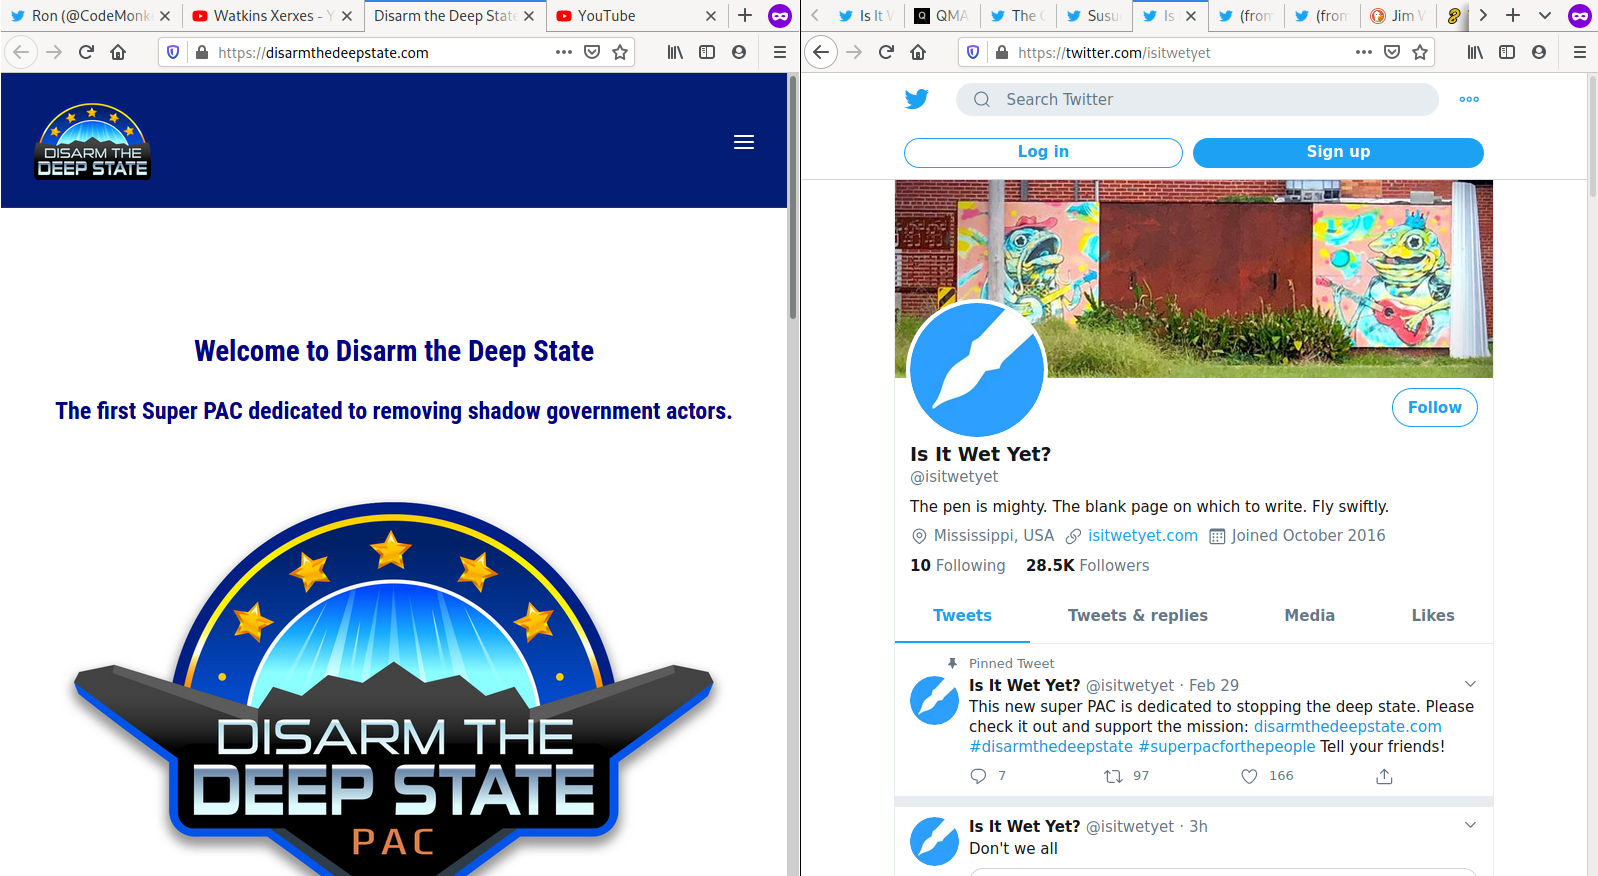 Ron (@CodeMonk
Watkins Xerxes - Y
Disarm the Deep State
YouTube
https://disarmthedeepstate.com
DISARM THE
DEEP STATE
Welcome to Disarm the Deep State
The first Super PAC dedicated to removing shadow government actors.
DISARM THE
DEEP STATE
PAC
Is It W
QMA
The
Susu
Is
(from
(from
Jim W
https://twitter.com/isitwetyet
Search Twitter
Log in
Sign up
Follow
Is It Wet Yet?
@isitwetyet
The pen is mighty. The blank page on which to write. Fly swiftly.
Mississippi, USA isitwetyet.com Joined October 2016
10 Following 28.5K Followers
Tweets Tweets & replies Media Likes
Pinned Tweet
Is It Wet Yet? @isitwetyet · Feb 29
This new super PAC is dedicated to stopping the deep state. Please
check it out and support the mission: disarmthedeepstate.com
#disarmthedeepstate #superpacforthepeople Tell your friends!
7 97 166
Is It Wet Yet? @isitwetyet · 3h
Don't we all